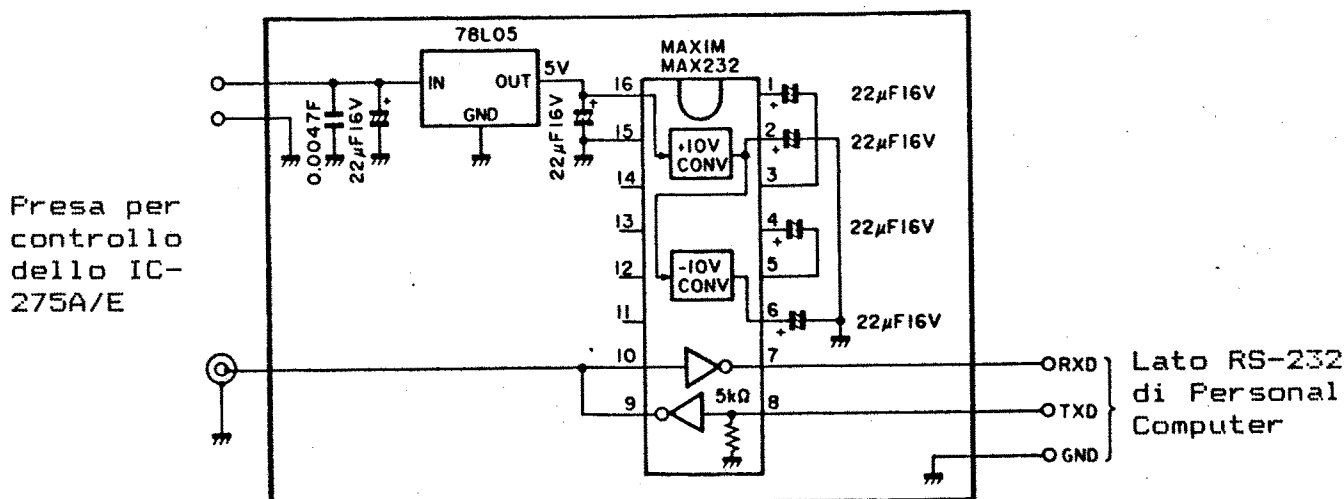 78L05
IN
OUT
GND
5V
0.0047F
22μF16V
22μF16V
MAXIM
MAX232
16
15
14
13
12
11
10
9
1
2
3
4
5
6
7
8
+10V
CONV
-10V
CONV
5kΩ
22μF16V
22μF16V
22μF16V
22μF16V
Presa per
controllo
dello IC-
275A/E
RXD
TXD
GND
Lato RS-232
di Personal
Computer